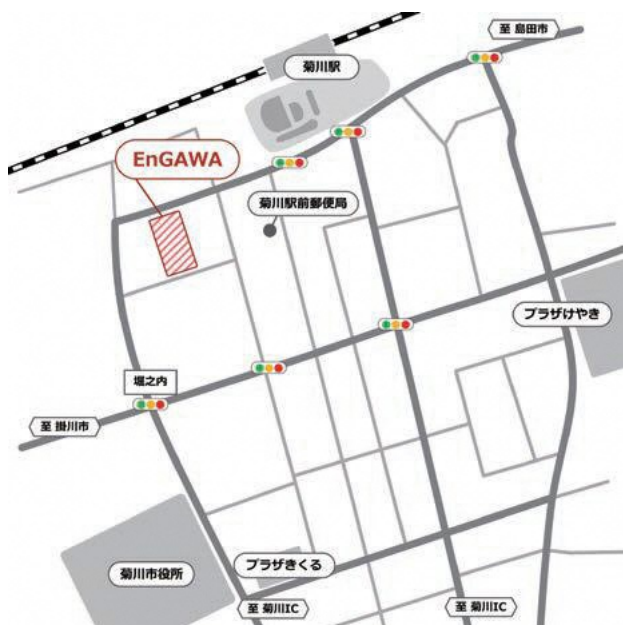 至 島田市
菊川駅
EnGAWA
菊川駅前郵便局
プラザけやき
堀之内
至 掛川市
プラザきくる
菊川市役所
至 菊川IC
至 菊川IC